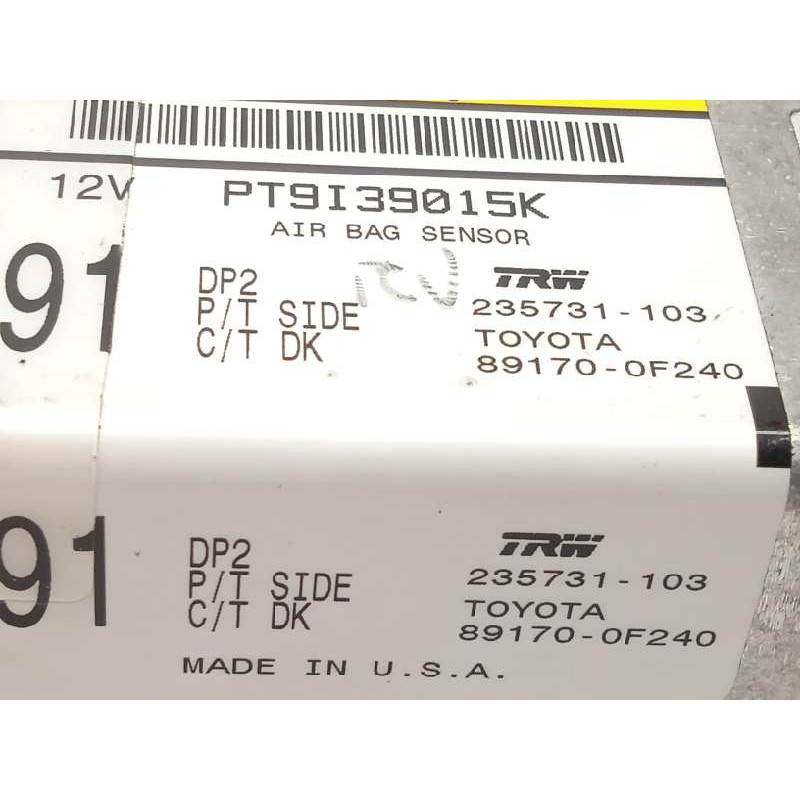 12V
PT9I39015K
AIR BAG SENSOR
91
DP2
P/T SIDE
C/T DK
TRW
235731-103
TOYOTA
89170-0F240
91
DP2
P/T SIDE
C/T DK
TRW
235731-103
TOYOTA
89170-0F240
MADE IN U.S.A.